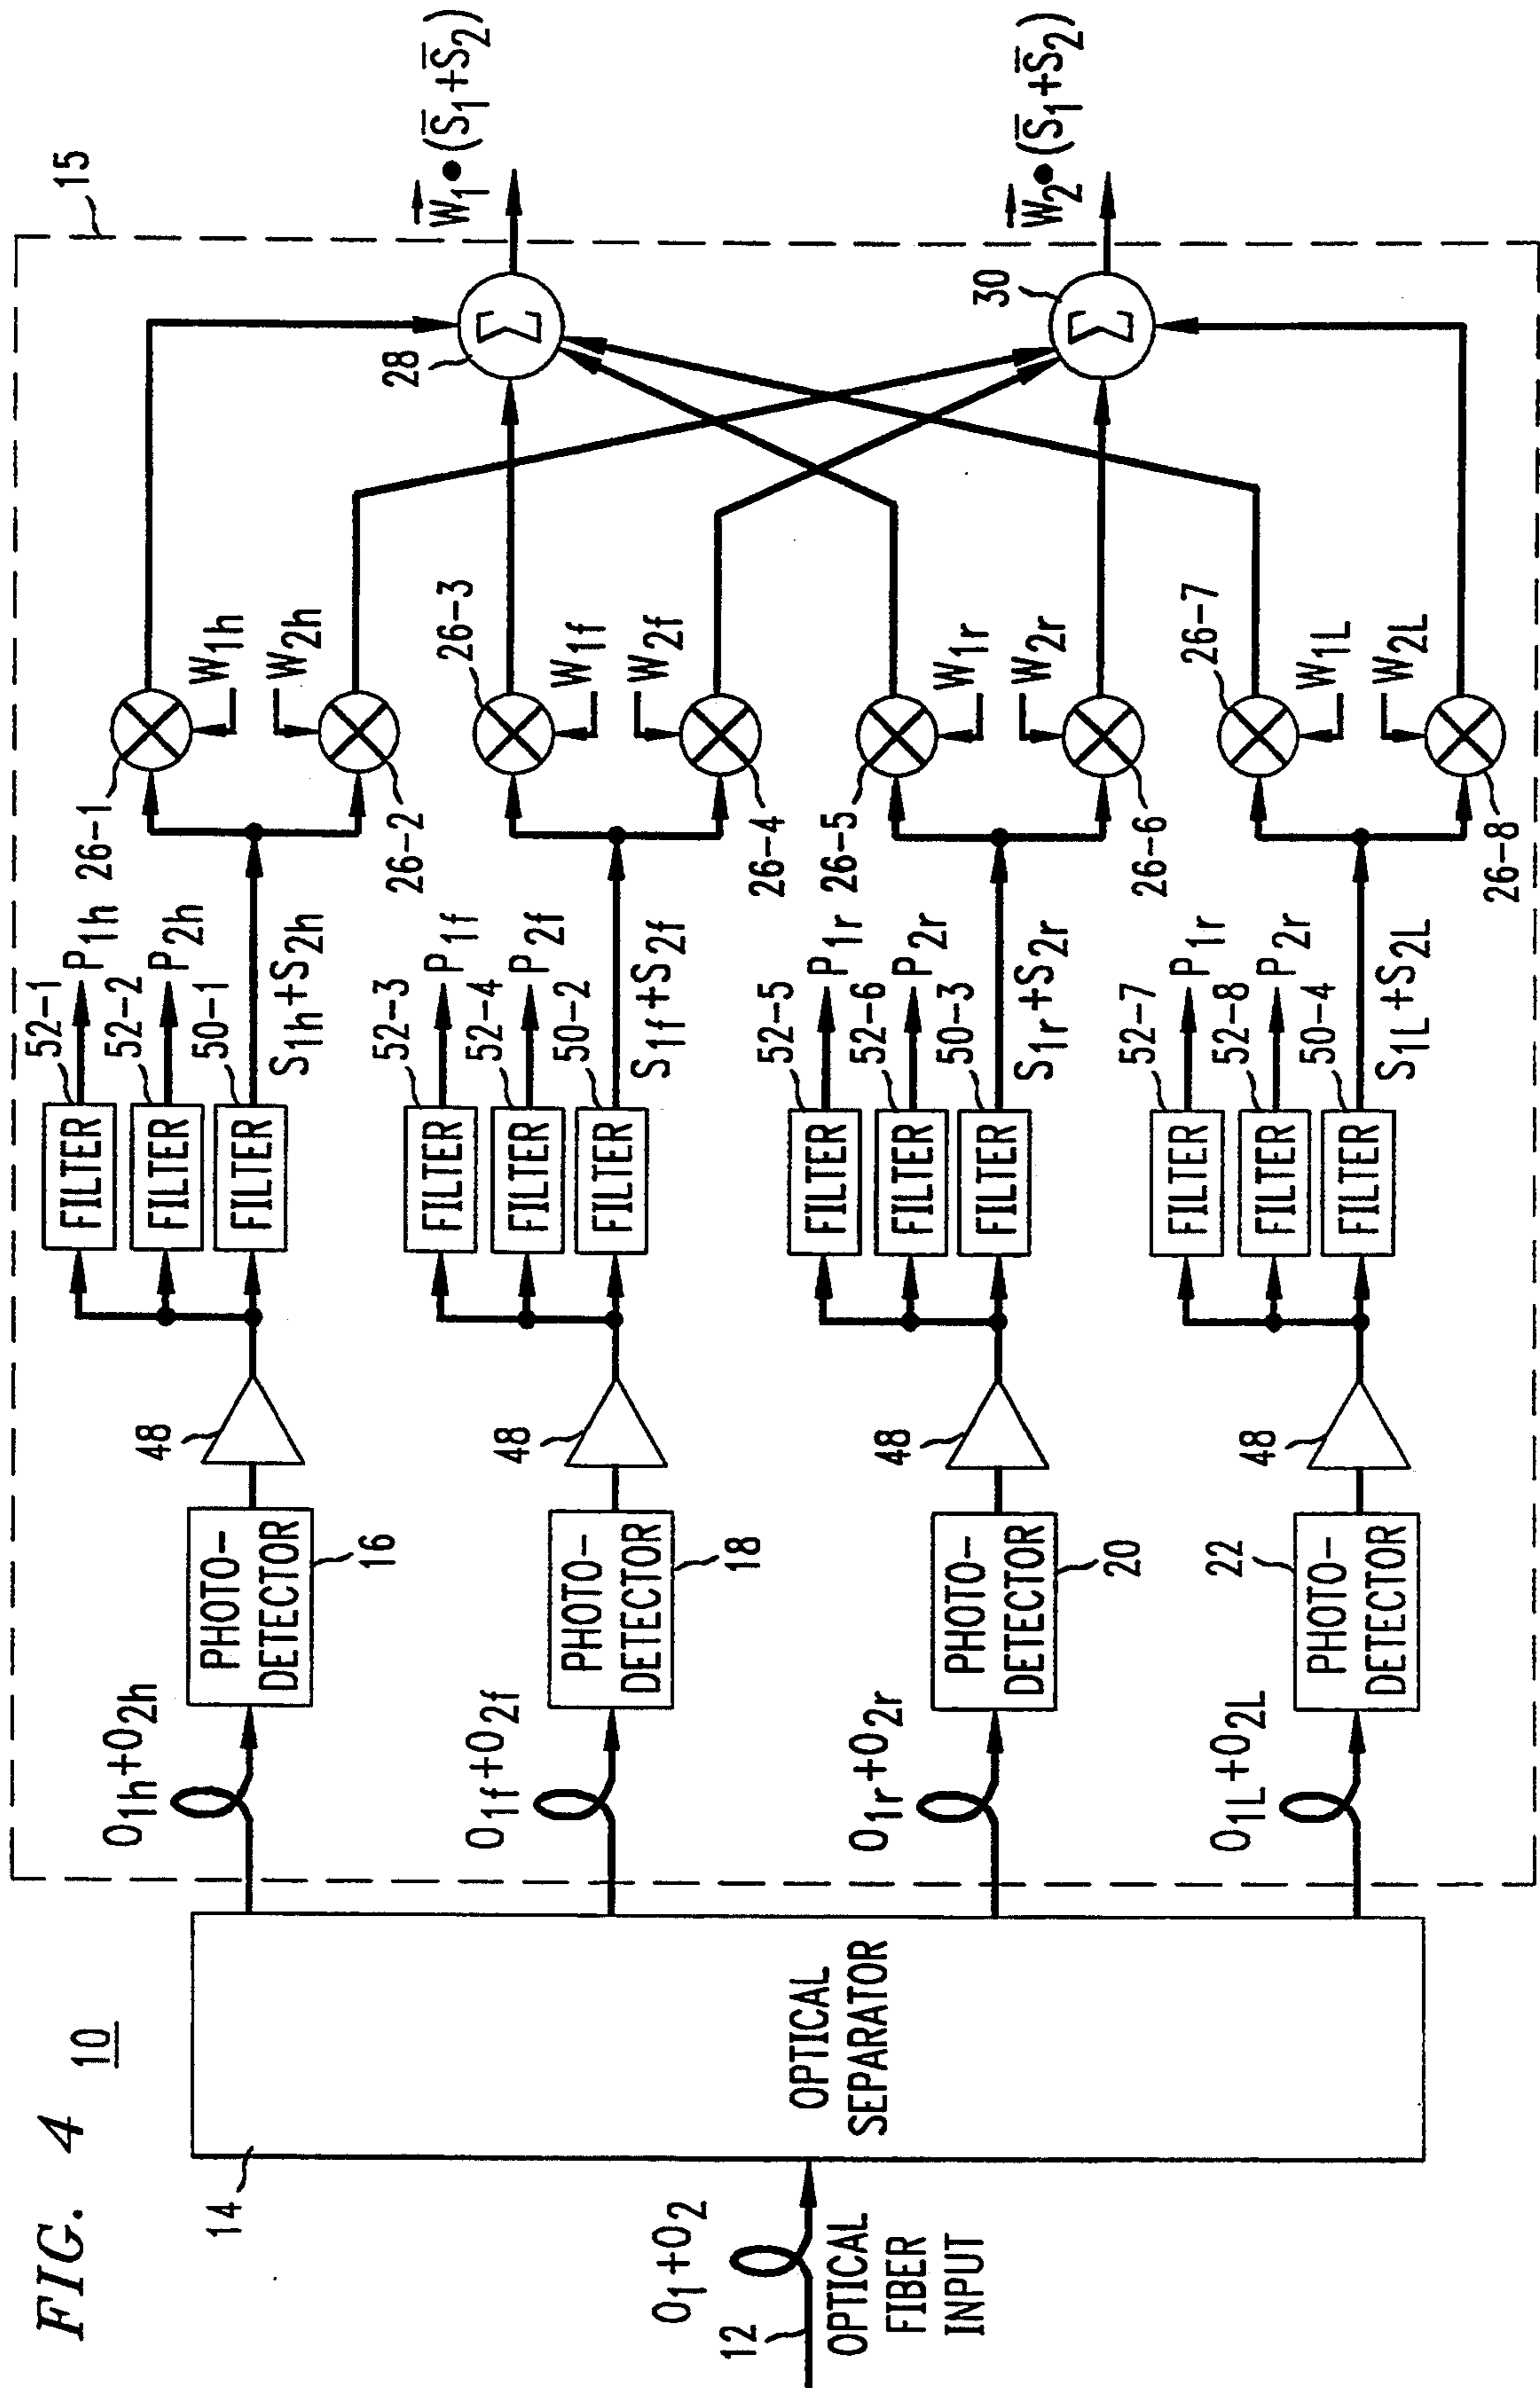 FIG. 4
10
O1+O2
12
OPTICAL
FIBER
INPUT
14
OPTICAL
SEPARATOR
15
O1h+O2h
PHOTO-
DETECTOR
16
48
FILTER
52-1
P1h
FILTER
52-2
P2h
FILTER
50-1
S1h+S2h
26-1
W1h
W2h
26-2
O1f+O2f
PHOTO-
DETECTOR
18
48
FILTER
52-3
P1f
FILTER
52-4
P2f
FILTER
50-2
S1f+S2f
26-3
W1f
W2f
26-4
O1r+O2r
PHOTO-
DETECTOR
20
48
FILTER
52-5
P1r
FILTER
52-6
P2r
FILTER
50-3
S1r+S2r
26-5
W1r
W2r
26-6
O1L+O2L
PHOTO-
DETECTOR
22
48
FILTER
52-7
P1r
FILTER
52-8
P2r
FILTER
50-4
S1L+S2L
26-7
W1L
W2L
26-8
28
Σ
W⃗1•(S̅1+S̅2)
30
Σ
W⃗2•(S̅1+S̅2)